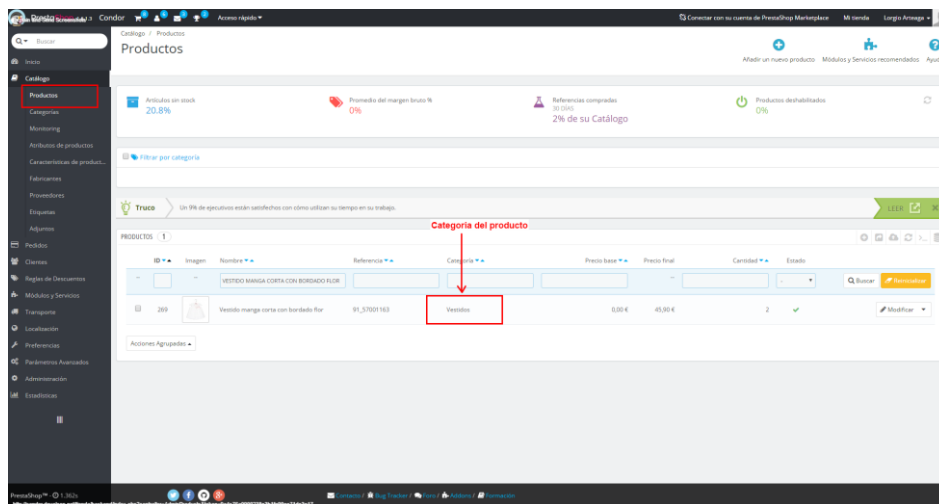 Condor
Acceso rápido
Conectar con su cuenta de PrestaShop Marketplace
Mi tienda
Lorgio Arteaga
Buscar
Inicio
Catálogo
Productos
Categorías
Monitoring
Atributos de productos
Características de product...
Fabricantes
Proveedores
Etiquetas
Adjuntos
Pedidos
Clientes
Reglas de Descuentos
Módulos y Servicios
Transporte
Localización
Preferencias
Parámetros Avanzados
Administración
Estadísticas
Catálogo / Productos
Productos
Añadir un nuevo producto
Módulos y Servicios recomendados
Artículos sin stock
20.8%
Promedio del margen bruto %
0%
Referencias compradas
30 DÍAS
2% de su Catálogo
Productos deshabilitados
0%
Filtrar por categoría
Truco
Un 9% de ejecutivos están satisfechos con cómo utilizan su tiempo en su trabajo.
LEER
Categoria del producto
PRODUCTOS 1
ID Imagen Nombre Referencia Categoría Precio base Precio final Cantidad Estado
-- -- VESTIDO MANGA CORTA CON BORDADO FLOR -- - Buscar Reinicializar
269 Vestido manga corta con bordado flor 91_57001163 Vestidos 0,00 € 45,90 € 2 Modificar
Acciones Agrupadas
PrestaShop™ - 1.362s
Contacto / Bug Tracker / Foro / Addons / Formación